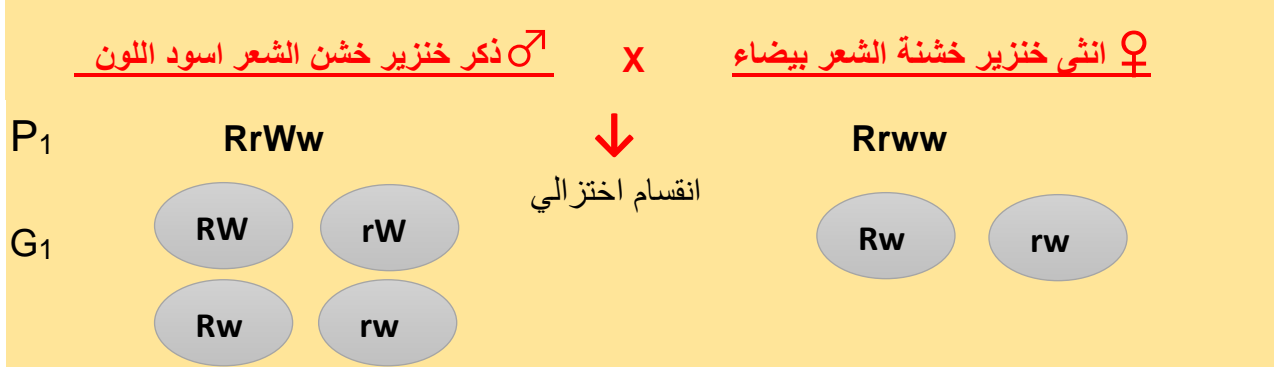 ♀ انثى خنزير خشنة الشعر بيضاء x ♂ ذكر خنزير خشن الشعر اسود اللون
P1 RrWw ↓ Rrww
انقسام اختزالي
G1 RW rW Rw rw
Rw rw